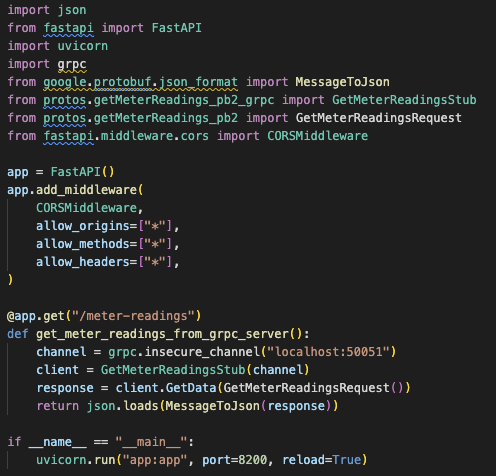 import json
from fastapi import FastAPI
import uvicorn
import grpc
from google.protobuf.json_format import MessageToJson
from protos.getMeterReadings_pb2_grpc import GetMeterReadingsStub
from protos.getMeterReadings_pb2 import GetMeterReadingsRequest
from fastapi.middleware.cors import CORSMiddleware

app = FastAPI()
app.add_middleware(
    CORSMiddleware,
    allow_origins=["*"],
    allow_methods=["*"],
    allow_headers=["*"],
)

@app.get("/meter-readings")
def get_meter_readings_from_grpc_server():
    channel = grpc.insecure_channel("localhost:50051")
    client = GetMeterReadingsStub(channel)
    response = client.GetData(GetMeterReadingsRequest())
    return json.loads(MessageToJson(response))

if __name__ == "__main__":
    uvicorn.run("app:app", port=8200, reload=True)